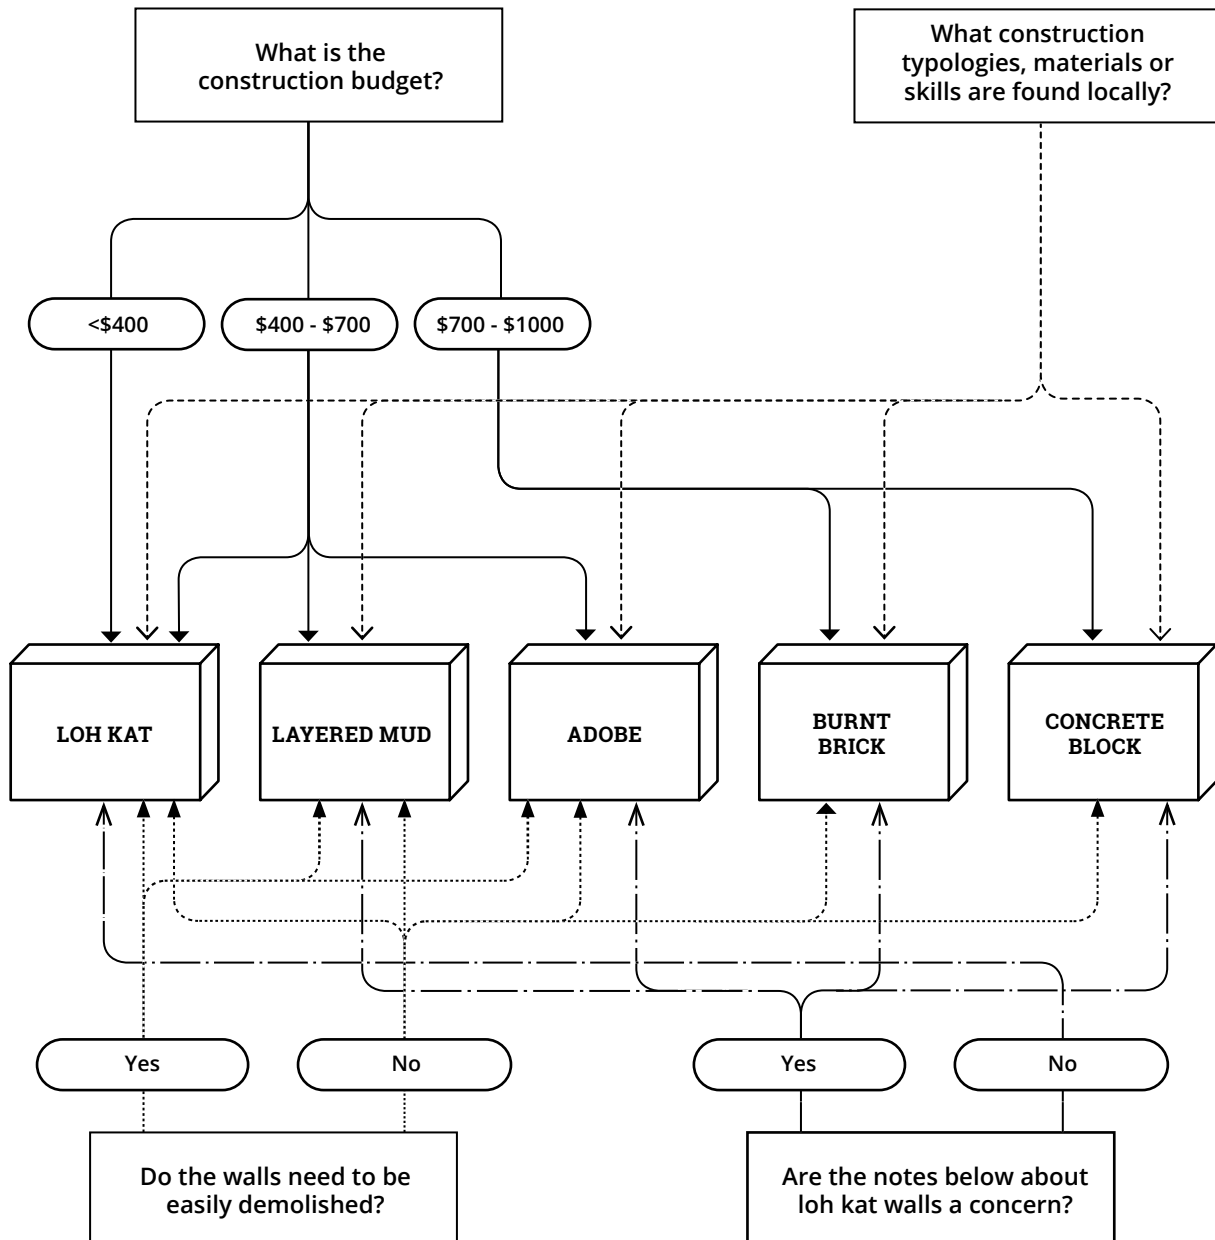 What is the
construction budget?
What construction
typologies, materials or
skills are found locally?
<$400
$400 - $700
$700 - $1000
LOH KAT
LAYERED MUD
ADOBE
BURNT
BRICK
CONCRETE
BLOCK
Yes
No
Yes
No
Do the walls need to be
easily demolished?
Are the notes below about
loh kat walls a concern?